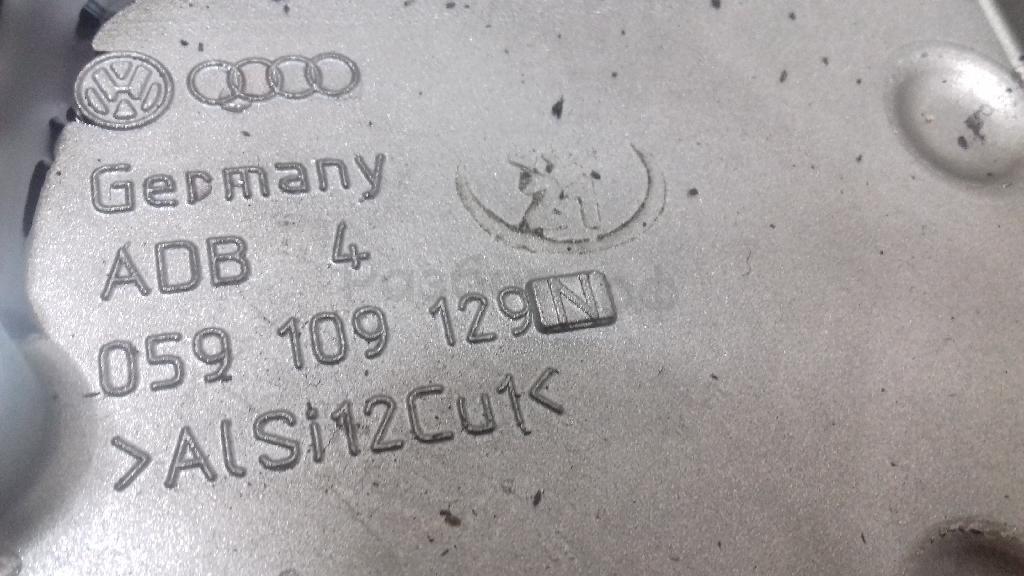 Germany
ADB 4
059 109 129 N
>AlSi12Cu1<